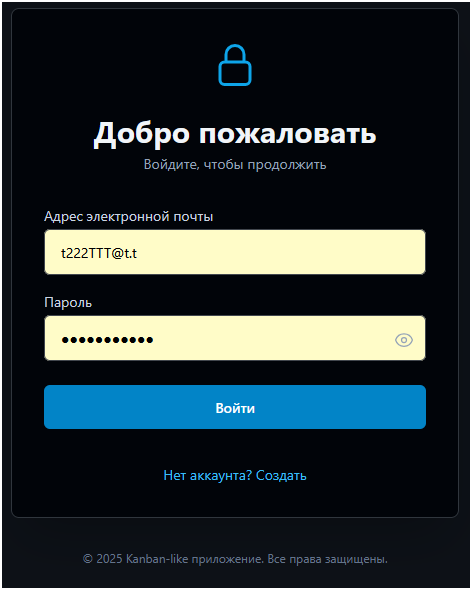 Добро пожаловать
Войдите, чтобы продолжить
Адрес электронной почты
t222TTT@t.t
Пароль
●●●●●●●●●●●
Войти
Нет аккаунта? Создать
© 2025 Kanban-like приложение. Все права защищены.